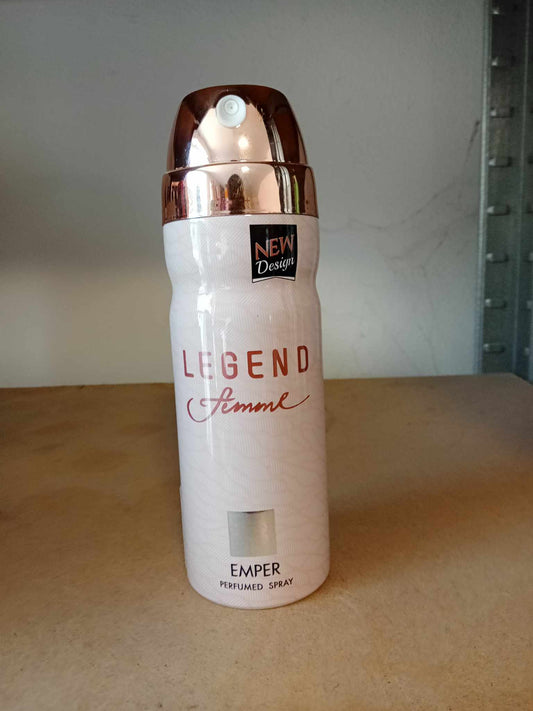 NEW
Design
LEGEND
femme
EMPER
PERFUMED SPRAY